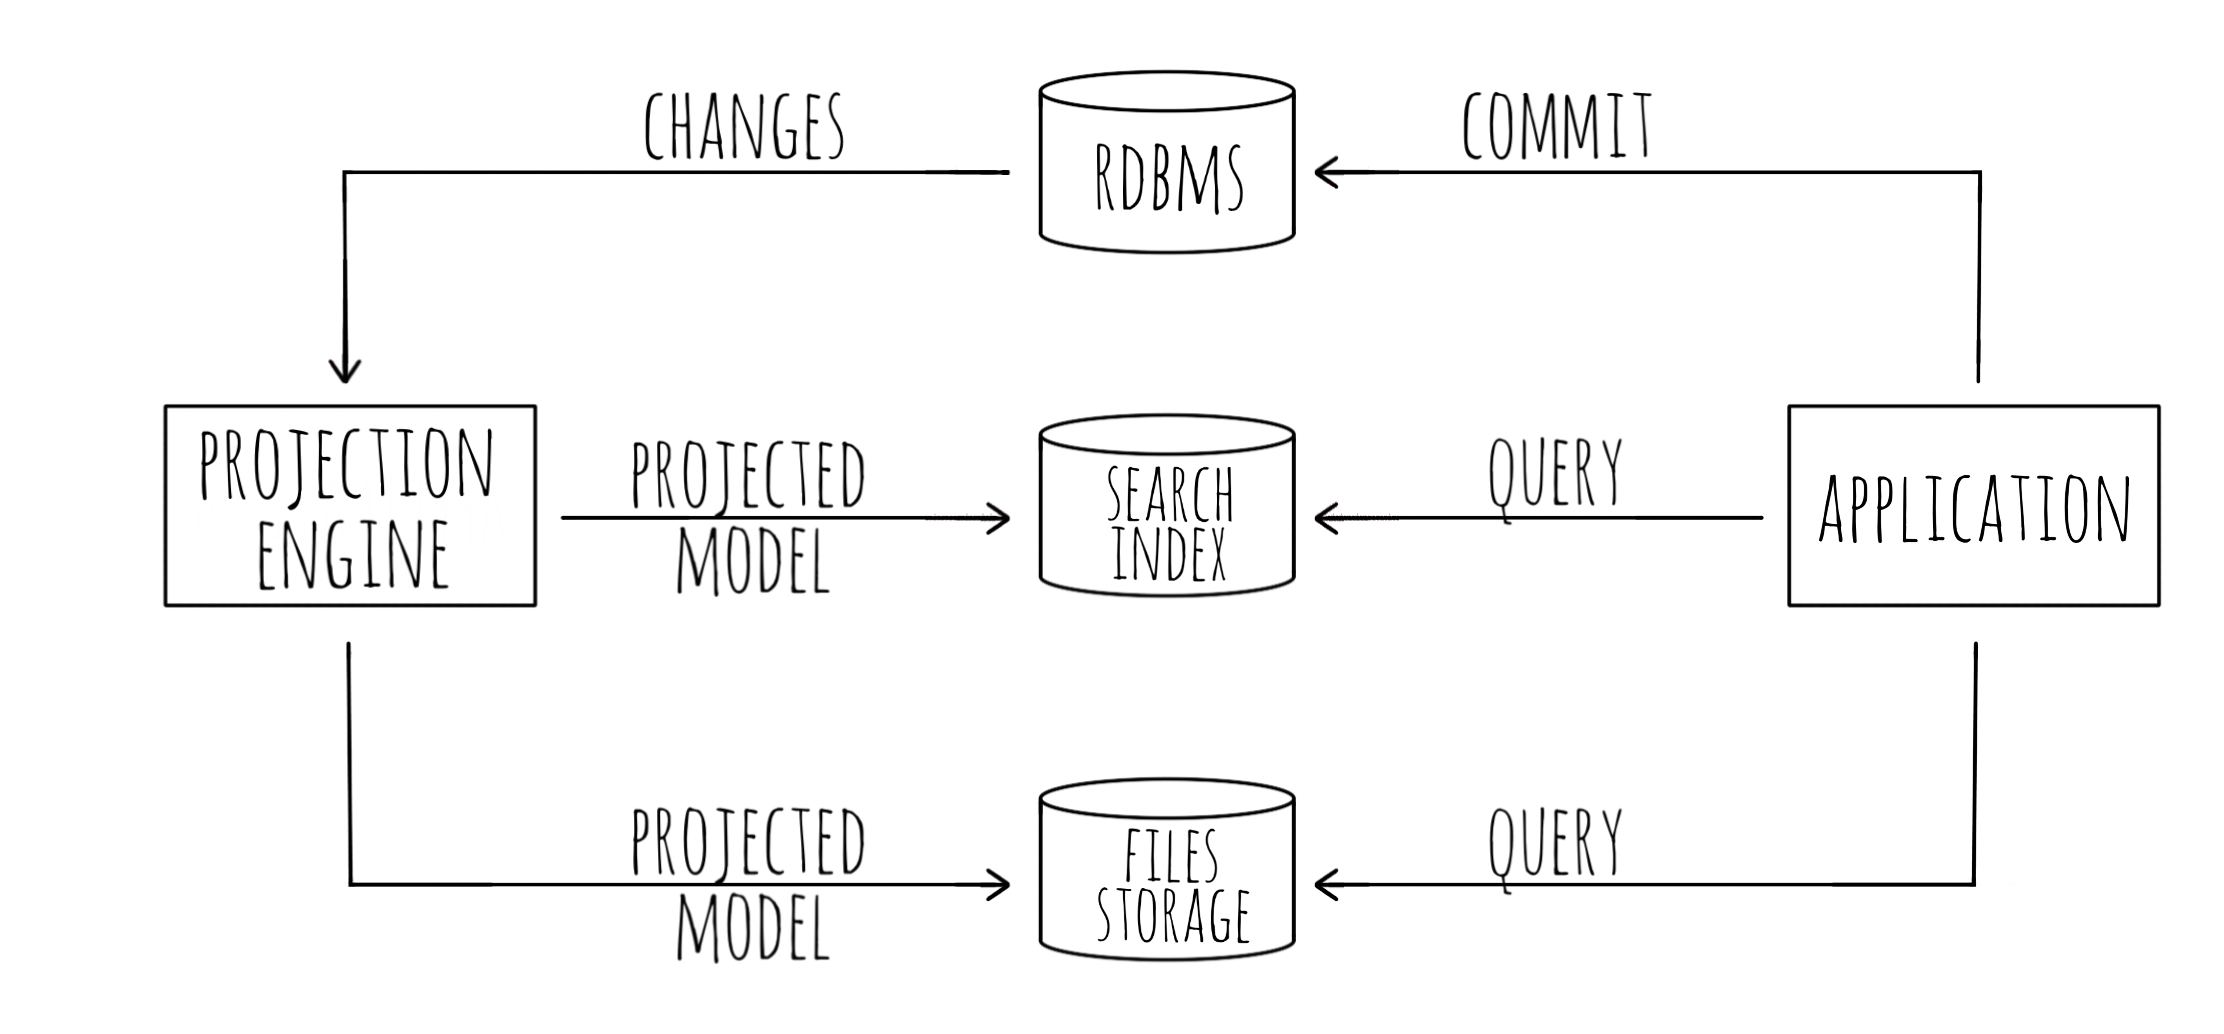 CHANGES
RDBMS
COMMIT
PROJECTION
ENGINE
PROJECTED
MODEL
SEARCH
INDEX
QUERY
APPLICATION
PROJECTED
MODEL
FILES
STORAGE
QUERY